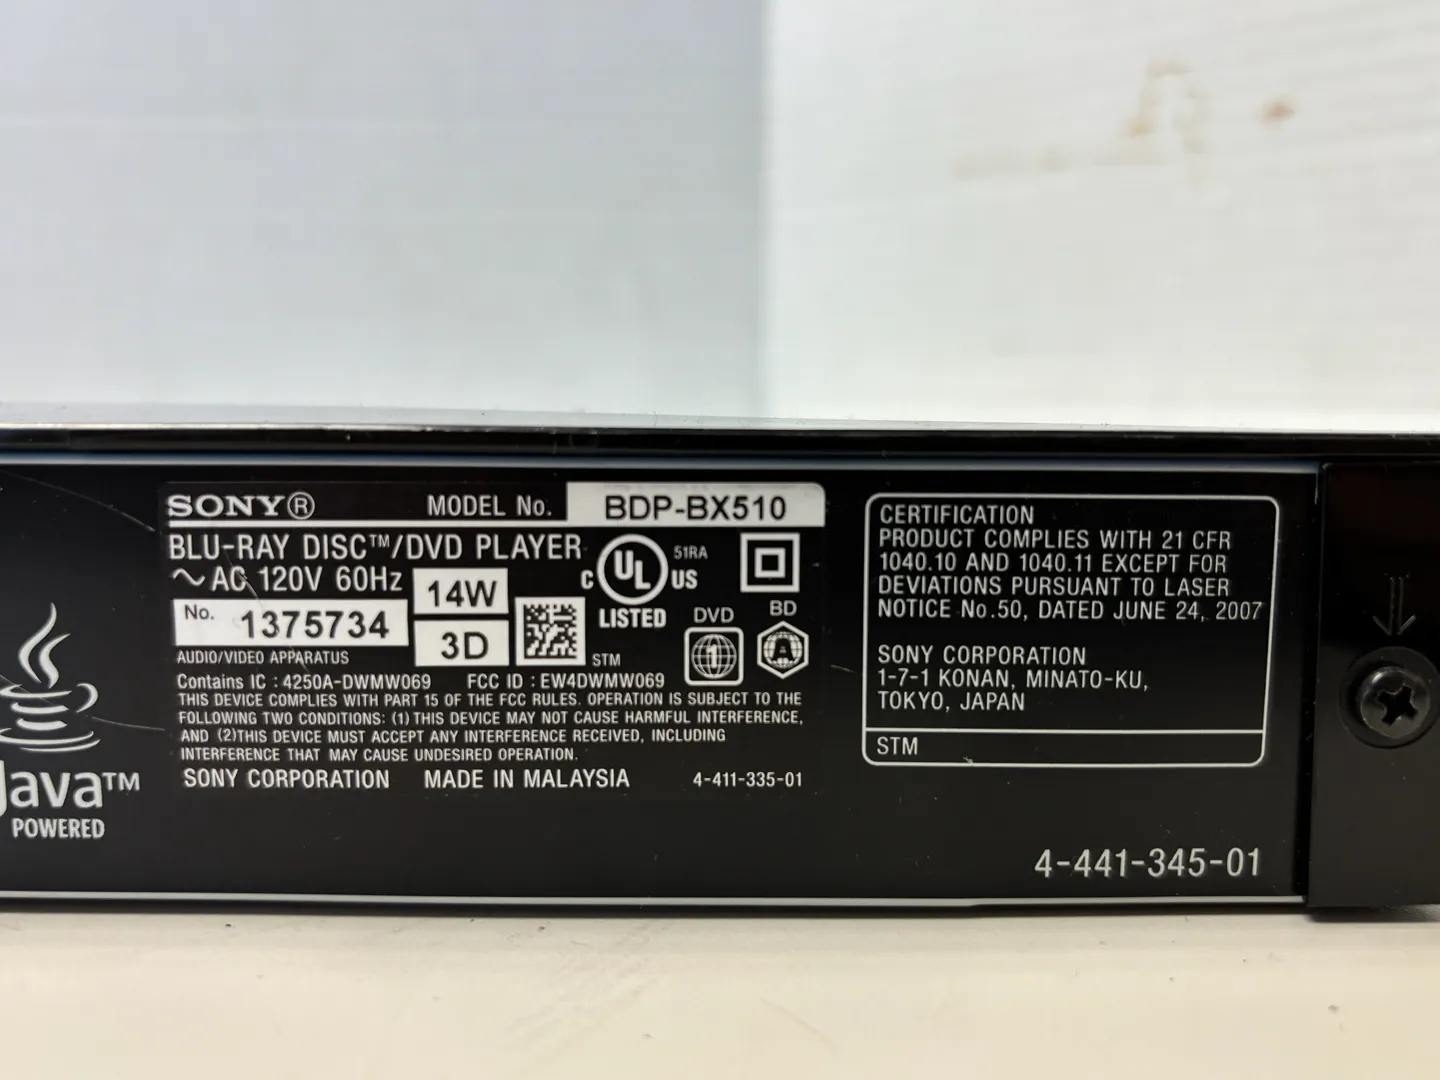 SONY® MODEL No. BDP-BX510
BLU-RAY DISC™/DVD PLAYER
~ AC 120V 60Hz
14W
C UL US
51RA
LISTED
No. 1375734
3D
STM
DVD
1
BD
A
AUDIO/VIDEO APPARATUS
Contains IC : 4250A-DWMW069 FCC ID : EW4DWMW069
THIS DEVICE COMPLIES WITH PART 15 OF THE FCC RULES. OPERATION IS SUBJECT TO THE
FOLLOWING TWO CONDITIONS: (1) THIS DEVICE MAY NOT CAUSE HARMFUL INTERFERENCE,
AND (2)THIS DEVICE MUST ACCEPT ANY INTERFERENCE RECEIVED, INCLUDING
INTERFERENCE THAT MAY CAUSE UNDESIRED OPERATION.
SONY CORPORATION MADE IN MALAYSIA 4-411-335-01
Java™
POWERED
CERTIFICATION
PRODUCT COMPLIES WITH 21 CFR
1040.10 AND 1040.11 EXCEPT FOR
DEVIATIONS PURSUANT TO LASER
NOTICE No.50, DATED JUNE 24, 2007
SONY CORPORATION
1-7-1 KONAN, MINATO-KU,
TOKYO, JAPAN
STM
4-441-345-01